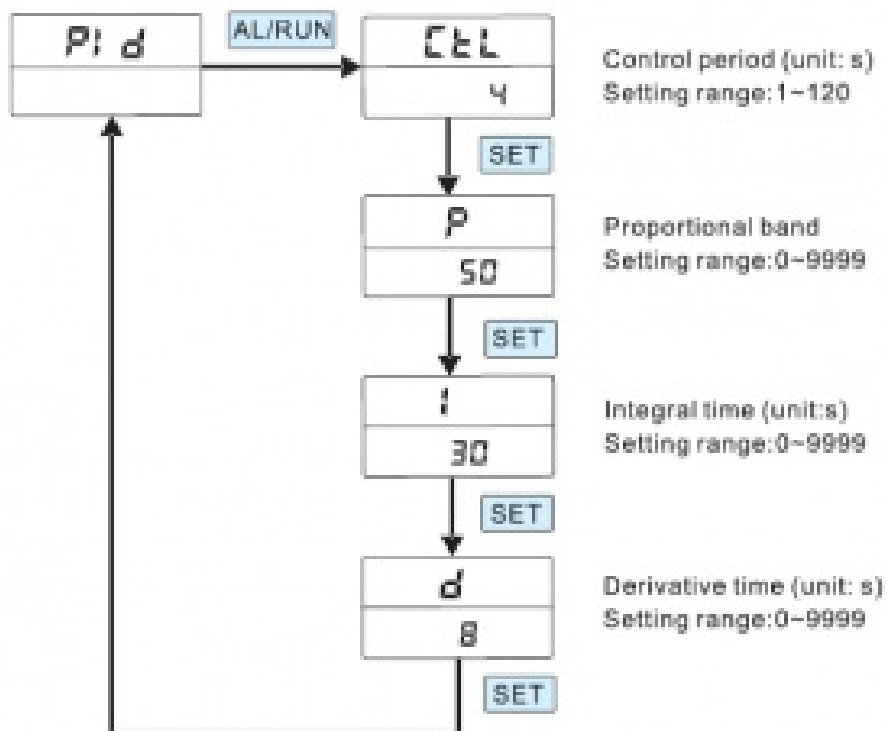 PI d
AL/RUN
CtL
4
Control period (unit: s)
Setting range:1~120
SET
P
50
Proportional band
Setting range:0~9999
SET
I
30
Integral time (unit:s)
Setting range:0~9999
SET
d
8
Derivative time (unit: s)
Setting range:0~9999
SET